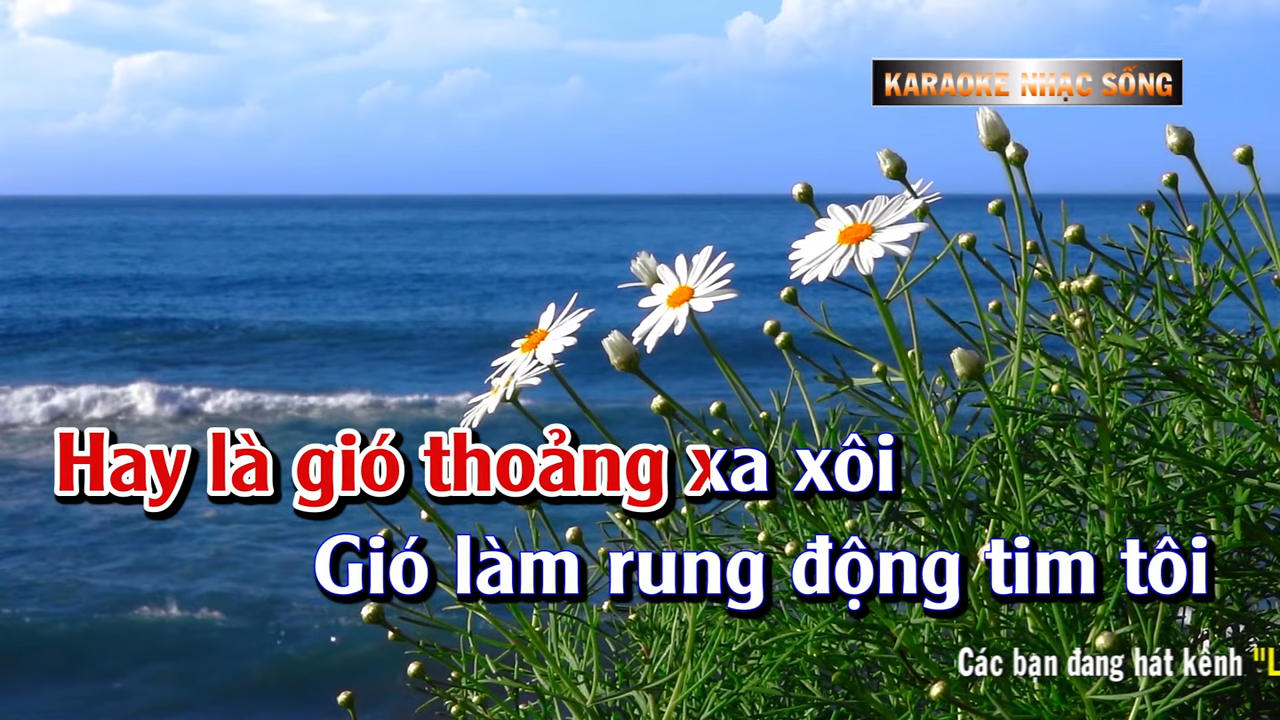 KARAOKE NHẠC SỐNG
Hay là gió thoảng xa xôi
Gió làm rung động tim tôi
Các bạn đang hát kênh "L